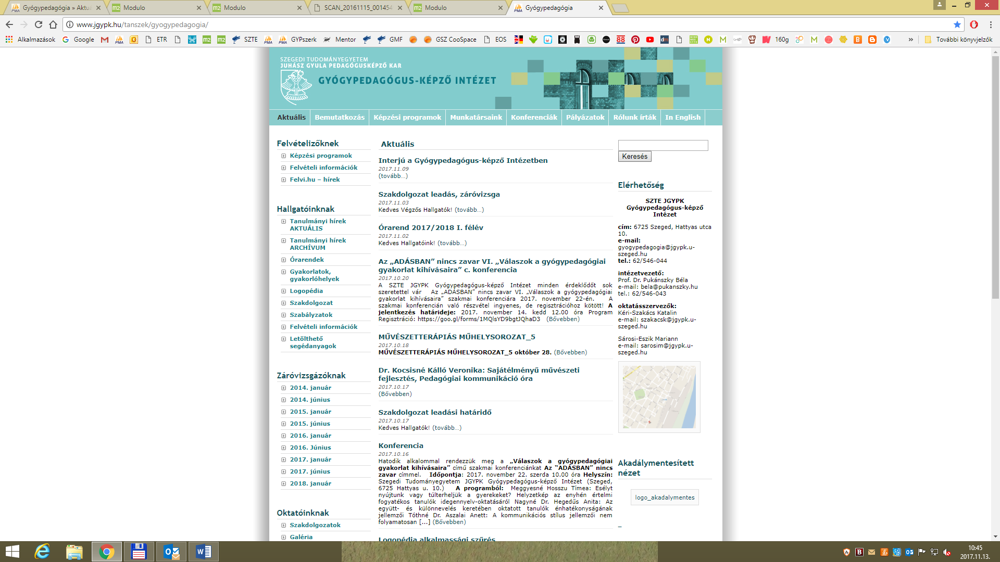 Gyógypedagógia » Aktu
Modulo
Modulo
SCAN_20161115_001454
Modulo
Gyógypedagógia
www.jgypk.hu/tanszek/gyogypedagogia/
Alkalmazások
Google
ETR
SZTE
GYPszerk
Mentor
GMF
GSZ CooSpace
EOS
160g
További könyvjelzők
SZEGEDI TUDOMÁNYEGYETEM
JUHÁSZ GYULA PEDAGÓGUSKÉPZŐ KAR
GYÓGYPEDAGÓGUS-KÉPZŐ INTÉZET
Aktuális
Bemutatkozás
Képzési programok
Munkatársaink
Konferenciák
Pályázatok
Rólunk írták
In English
Felvételizőknek
Képzési programok
Felvételi információk
Felvi.hu – hírek
Hallgatóinknak
Tanulmányi hírek
AKTUÁLIS
Tanulmányi hírek
ARCHÍVUM
Órarendek
Gyakorlatok,
gyakorlóhelyek
Logopédia
Szakdolgozat
Szabályzatok
Felvételi információk
Letölthető
segédanyagok
Záróvizsgázóknak
2014. január
2014. június
2015. január
2015. június
2016. január
2016. Június
2017. január
2017. június
2018. január
Oktatóinknak
Szakdolgozatok
Galéria
Aktuális
Interjú a Gyógypedagógus-képző Intézetben
2017.11.09
(tovább...)
Szakdolgozat leadás, záróvizsga
2017.11.03
Kedves Végzős Hallgatók! (tovább...)
Órarend 2017/2018 I. félév
2017.11.02
Kedves Hallgatóink! (tovább...)
Az „ADÁSBAN” nincs zavar VI. „Válaszok a gyógypedagógiai
gyakorlat kihívásaira” c. konferencia
2017.10.20
A SZTE JGYPK Gyógypedagógus-képző Intézet minden érdeklődőt sok
szeretettel vár Az „ADÁSBAN” nincs zavar VI. „Válaszok a gyógypedagógiai
gyakorlat kihívásaira” szakmai konferenciára 2017. november 22-én. A
szakmai konferencián való részvétel ingyenes, de regisztrációhoz kötött! A
jelentkezés határideje: 2017. november 14. kedd 12.00 óra Program
Regisztráció: https://goo.gl/forms/1MQlsYD9bgtJQhaD3 (Bővebben)
MŰVÉSZETTERÁPIÁS MŰHELYSOROZAT_5
2017.10.18
MŰVÉSZETTERÁPIÁS MŰHELYSOROZAT_5 október 28. (Bővebben)
Dr. Kocsisné Kálló Veronika: Sajátélményű művészeti
fejlesztés, Pedagógiai kommunikáció óra
2017.10.17
(Bővebben)
Szakdolgozat leadási határidő
2017.10.17
Kedves Hallgatók! (tovább...)
Konferencia
2017.10.16
Hatodik alkalommal rendezzük meg a „Válaszok a gyógypedagógiai
gyakorlat kihívásaira” című szakmai konferenciánkat Az “ADÁSBAN” nincs
zavar címmel. Időpontja: 2017. november 22. szerda 10.00 óra Helyszín:
Szegedi Tudományegyetem JGYPK Gyógypedagógus-képző Intézet (Szeged,
6725 Hattyas u. 10.) A programból: Meggyesné Hosszu Tímea: Esélyt
nyújtunk vagy túlterheljük a gyerekeket? Helyzetkép az enyhén értelmi
fogyatékos tanulók idegennyelv-oktatásáról Nagyné Dr. Hegedűs Anita: Az
együtt- és különnevelés keretében oktatott tanulók énhatékonyságának
jellemzői Tóthné Dr. Aszalai Anett: A kommunikációs stílus jellemzői nem
folyamatosan [...] (Bővebben)
Logopédia alkalmassági szűrés
Keresés
Elérhetőség
SZTE JGYPK
Gyógypedagógus-képző
Intézet
cím: 6725 Szeged, Hattyas utca
10.
e-mail:
gyogypedagogia@jgypk.u-
szeged.hu
tel.: 62/546-044
intézetvezető:
Prof. Dr. Pukánszky Béla
e-mail: bela@pukanszky.hu
tel.: 62/546-043
oktatásszervezők:
Kéri-Szakács Katalin
e-mail: szakacsk@jgypk.u-
szeged.hu
Sárosi-Eszik Mariann
e-mail: sarosim@jgypk.u-
szeged.hu
Akadálymentesített
nézet
logo_akadalymentes
10:45
2017.11.13.